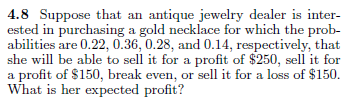 4.8 Suppose that an antique jewelry dealer is inter-
ested in purchasing a gold necklace for which the prob-
abilities are 0.22, 0.36, 0.28, and 0.14, respectively, that
she will be able to sell it for a profit of $250, sell it for
a profit of $150, break even, or sell it for a loss of $150.
What is her expected profit?